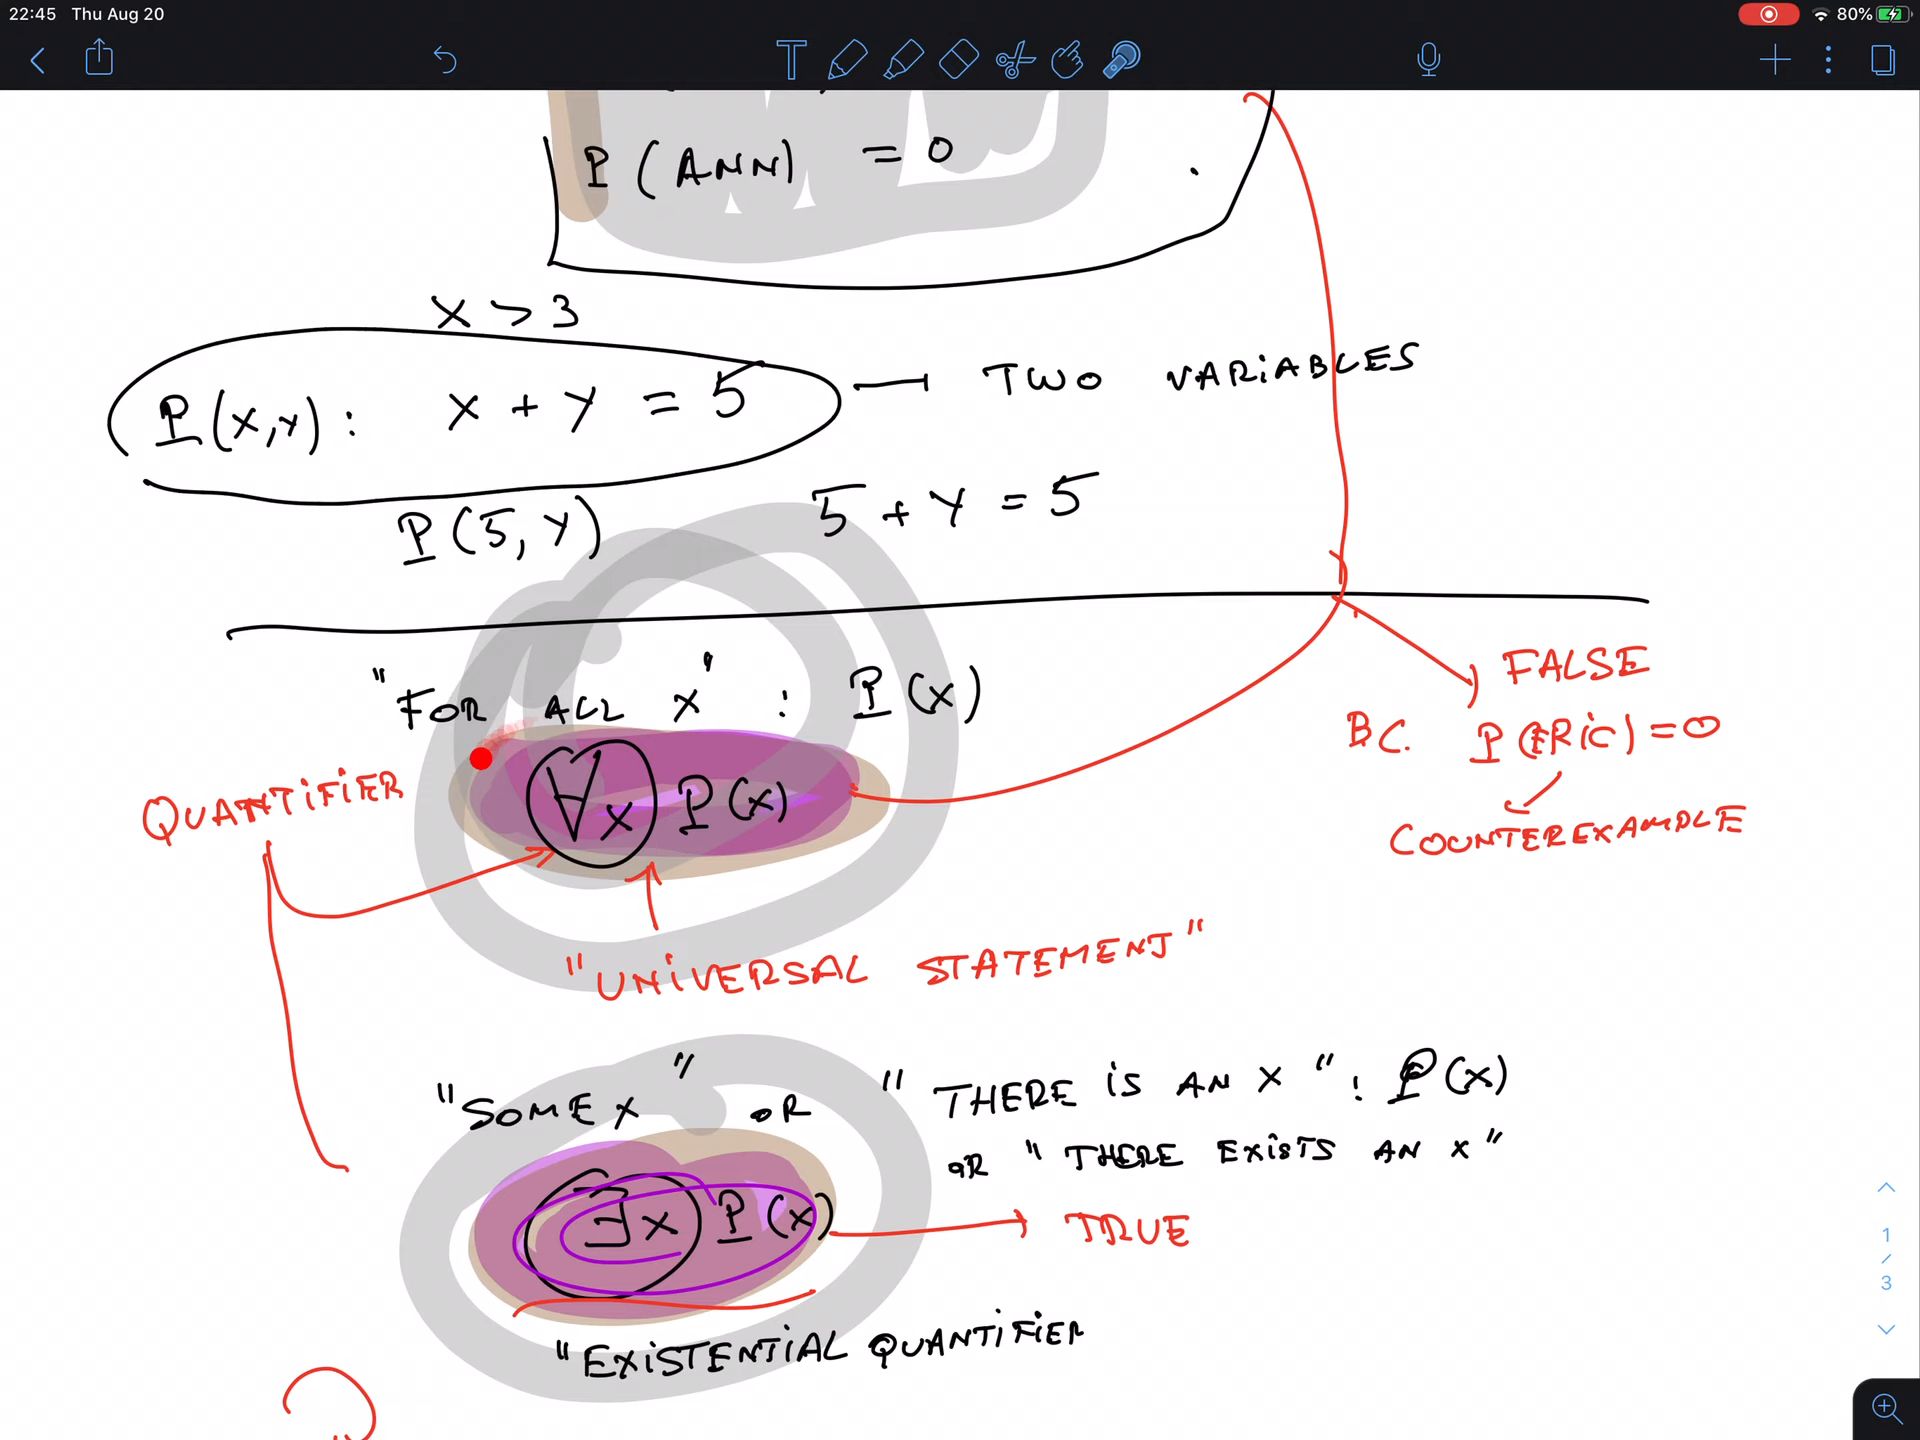 22:45 Thu Aug 20
80%
P(ANN) = 0
x > 3
P(x,y): x + y = 5 — TWO VARIABLES
P(5, y) 5 + y = 5
"FOR ALL x" : P(x)
∀x P(x)
QUANTIFIER
FALSE
BC. P(ERIC) = 0
COUNTEREXAMPLE
"UNIVERSAL STATEMENT"
"SOME x" OR "THERE IS AN x" : P(x)
OR "THERE EXISTS AN x"
∃x P(x) → TRUE
"EXISTENTIAL QUANTIFIER
1
/
3